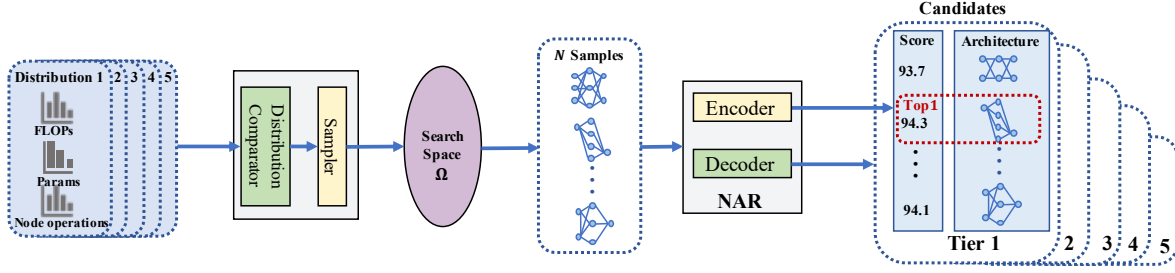 Distribution 1 2 3 4 5
FLOPs
Params
Node operations
Distribution
Comparator
Sampler
Search
Space
Ω
N Samples
Encoder
Decoder
NAR
Candidates
Score Architecture
93.7
Top1
94.3
94.1
Tier 1 2 3 4 5